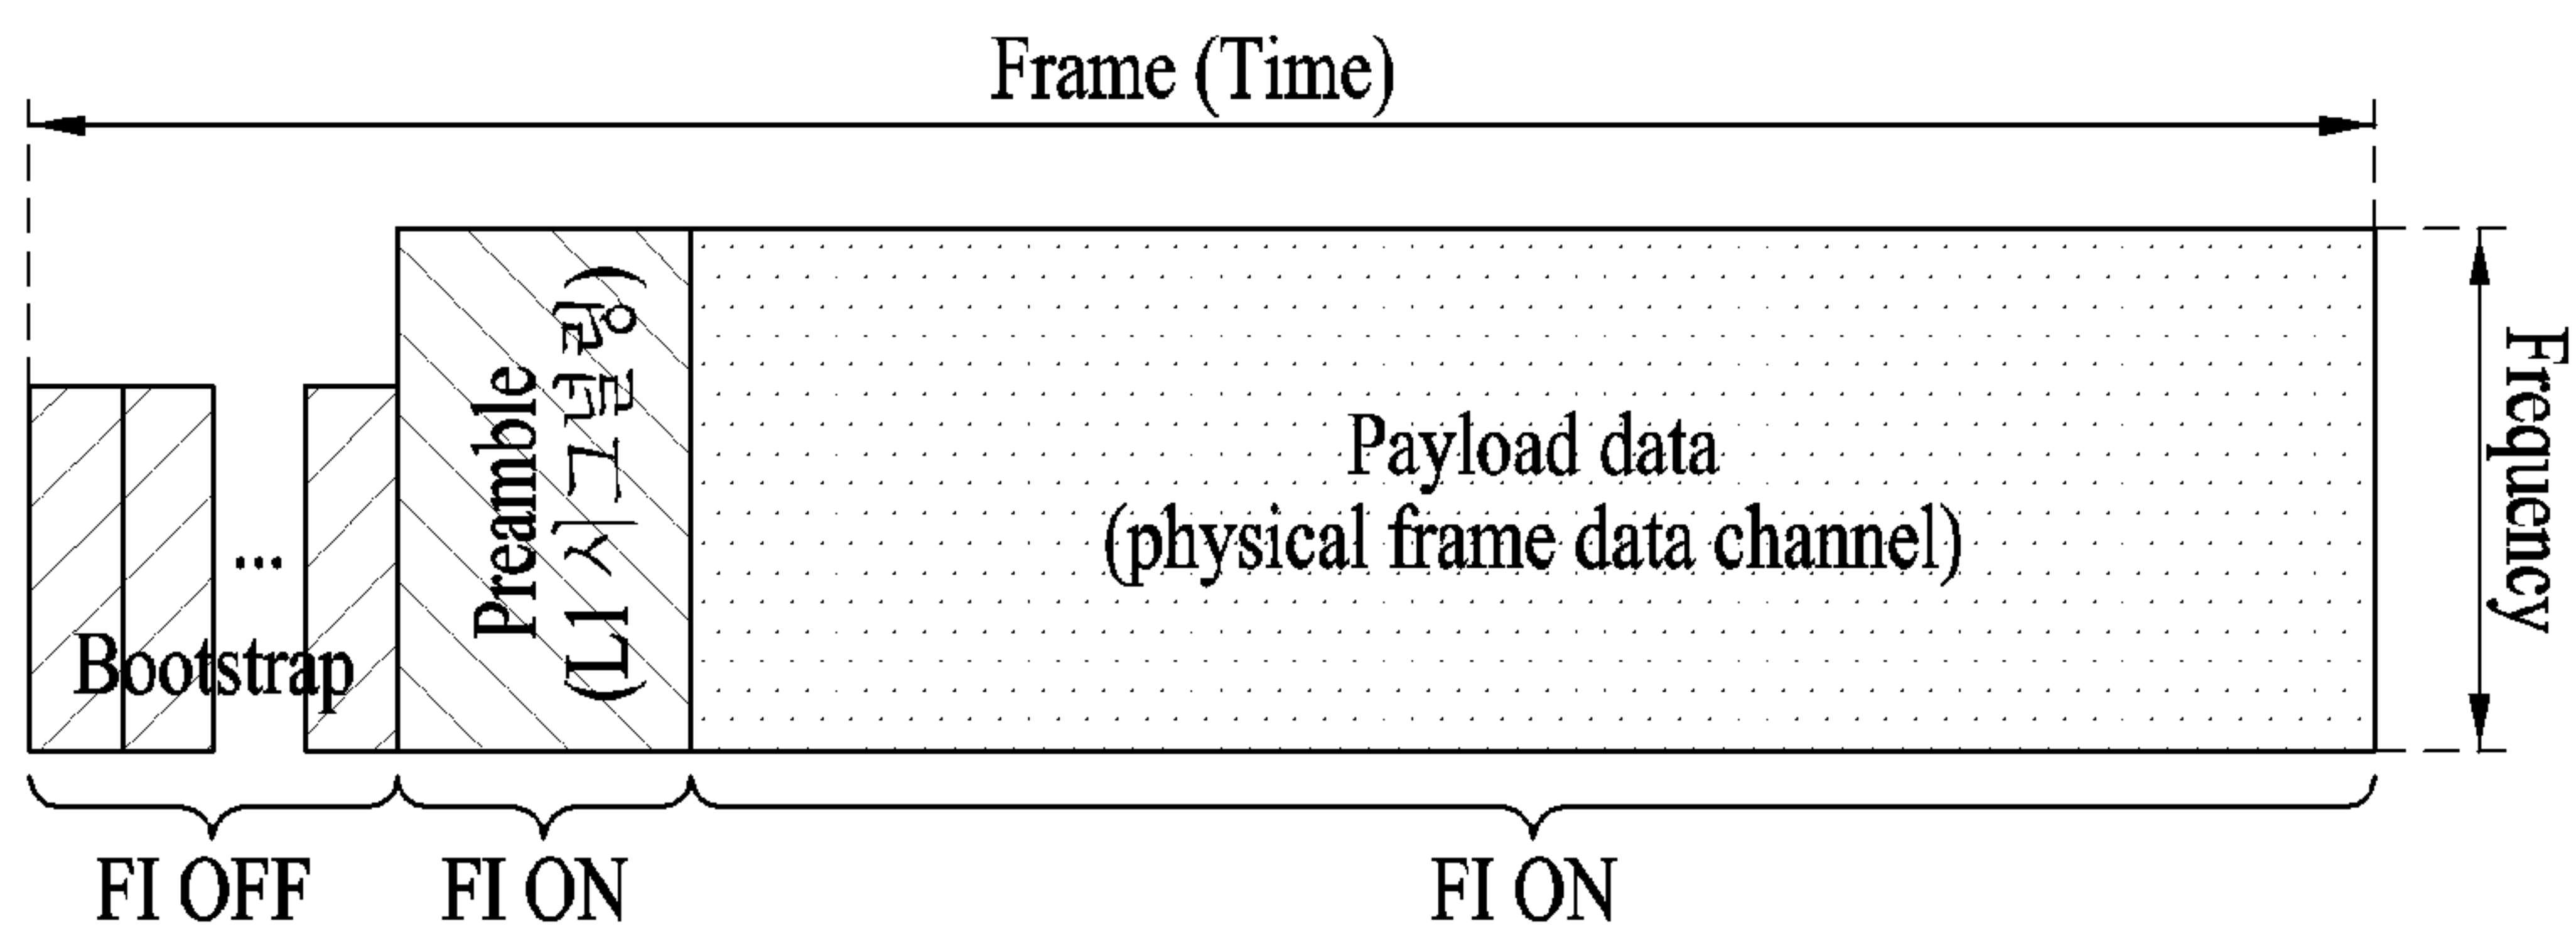 Frame (Time)
Preamble
(L1 시그널링)
Payload data
(physical frame data channel)
Frequency
...
Bootstrap
FI OFF
FI ON
FI ON